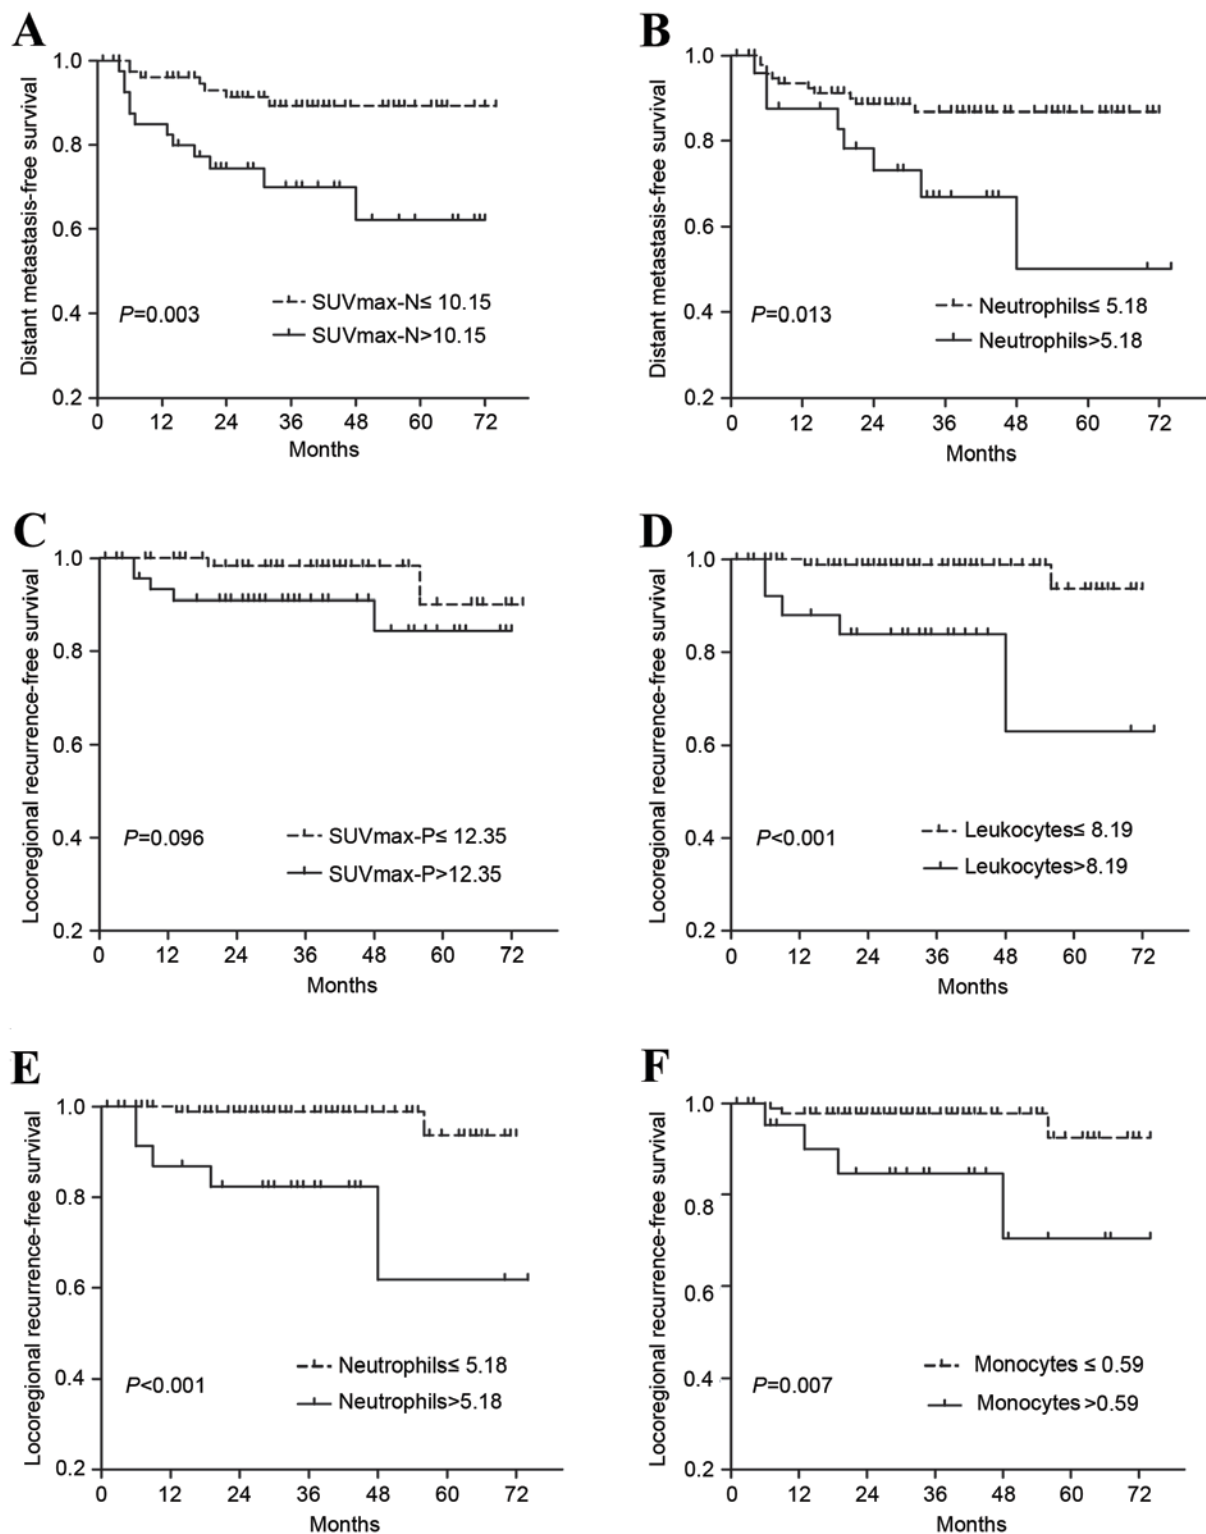 A
Distant metastasis-free survival
1.0
0.8
0.6
0.4
0.2
P=0.003
SUVmax-N≤ 10.15
SUVmax-N>10.15
0 12 24 36 48 60 72
Months
B
Distant metastasis-free survival
1.0
0.8
0.6
0.4
0.2
P=0.013
Neutrophils≤ 5.18
Neutrophils>5.18
0 12 24 36 48 60 72
Months
C
Locoregional recurrence-free survival
1.0
0.8
0.6
0.4
0.2
P=0.096
SUVmax-P≤ 12.35
SUVmax-P>12.35
0 12 24 36 48 60 72
Months
D
Locoregional recurrence-free survival
1.0
0.8
0.6
0.4
0.2
P<0.001
Leukocytes≤ 8.19
Leukocytes>8.19
0 12 24 36 48 60 72
Months
E
Locoregional recurrence-free survival
1.0
0.8
0.6
0.4
0.2
P<0.001
Neutrophils≤ 5.18
Neutrophils>5.18
0 12 24 36 48 60 72
Months
F
Locoregional recurrence-free survival
1.0
0.8
0.6
0.4
0.2
P=0.007
Monocytes ≤ 0.59
Monocytes >0.59
0 12 24 36 48 60 72
Months